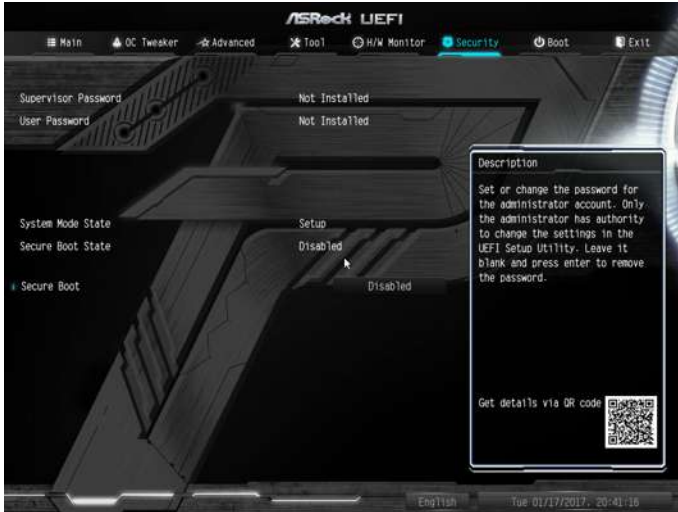 ASRock UEFI
Main
OC Tweaker
Advanced
Tool
H/W Monitor
Security
Boot
Exit
Supervisor Password
Not Installed
User Password
Not Installed
System Mode State
Setup
Secure Boot State
Disabled
Secure Boot
Disabled
Description
Set or change the password for
the administrator account. Only
the administrator has authority
to change the settings in the
UEFI Setup Utility. Leave it
blank and press enter to remove
the password.
Get details via QR code
English
Tue 01/17/2017. 20:41:16